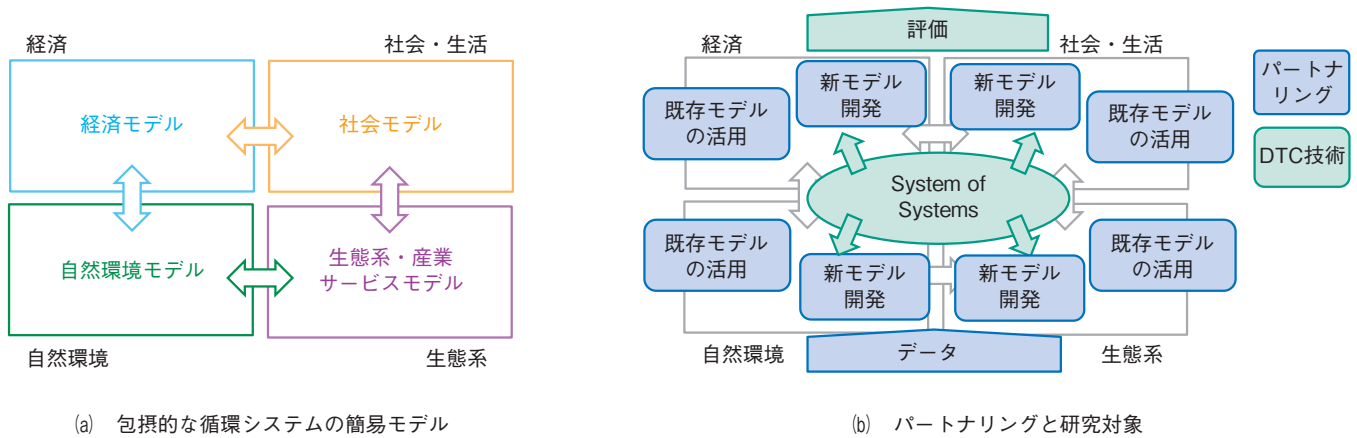 経済
社会・生活
経済モデル
社会モデル
自然環境モデル
生態系・産業
サービスモデル
自然環境
生態系
(a) 包摂的な循環システムの簡易モデル
評価
経済
社会・生活
新モデル
開発
新モデル
開発
既存モデル
の活用
既存モデル
の活用
System of
Systems
既存モデル
の活用
既存モデル
の活用
新モデル
開発
新モデル
開発
自然環境
データ
生態系
パートナ
リング
DTC技術
(b) パートナリングと研究対象